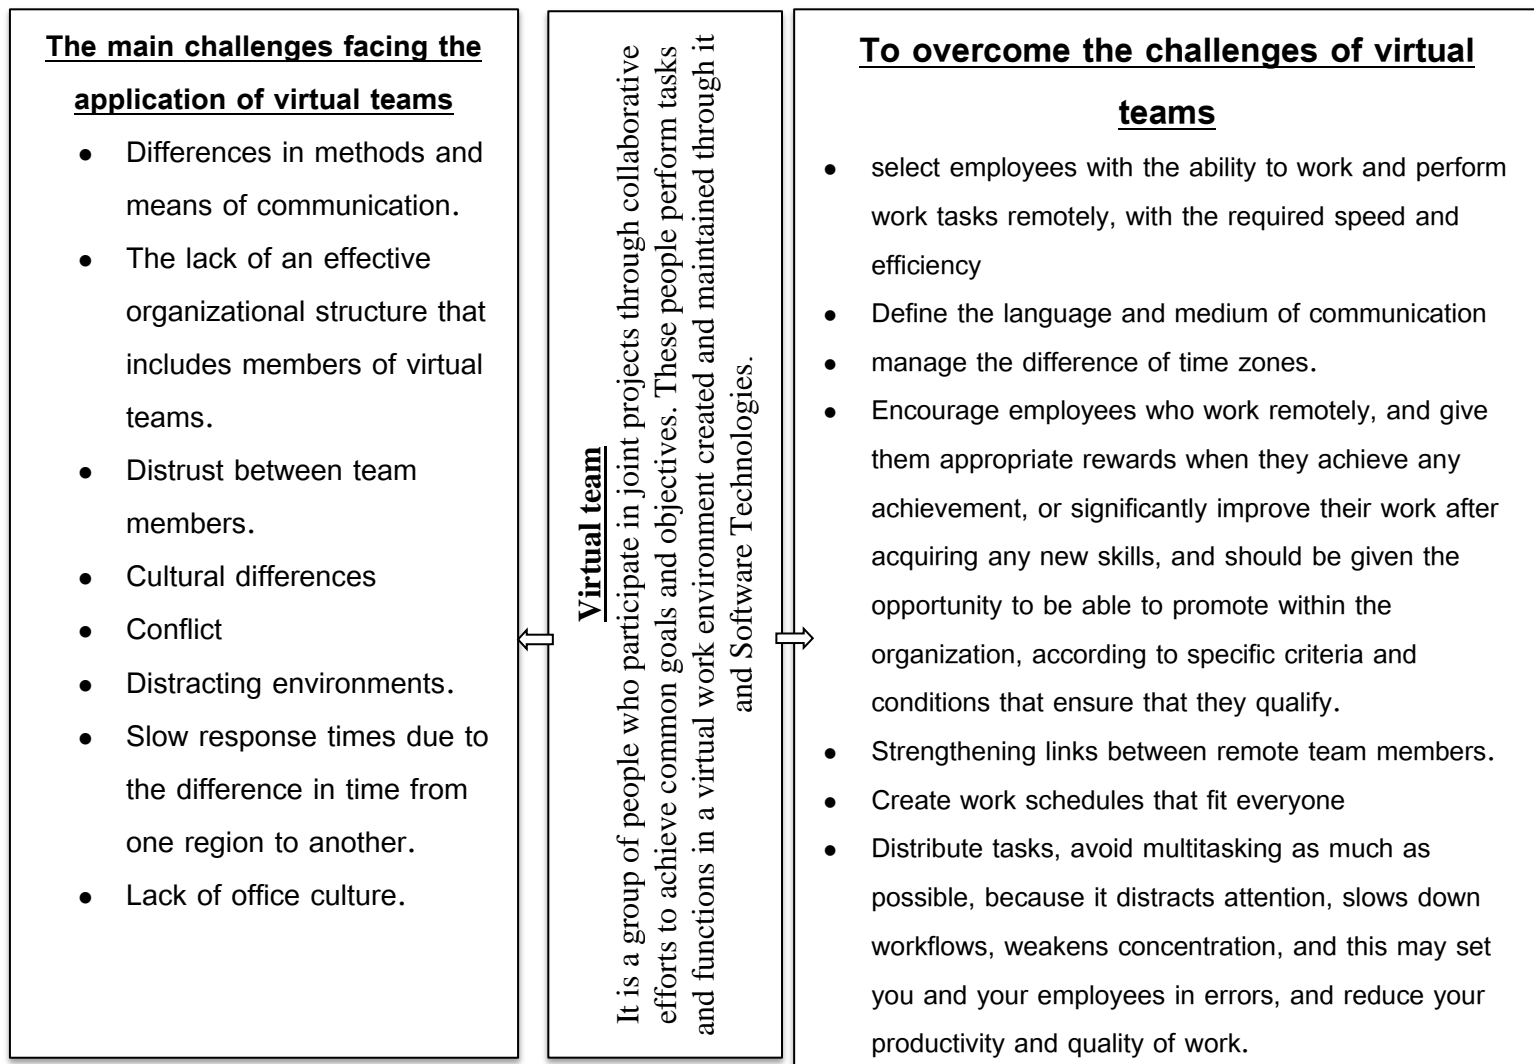 The main challenges facing the
application of virtual teams
● Differences in methods and
means of communication.
● The lack of an effective
organizational structure that
includes members of virtual
teams.
● Distrust between team
members.
● Cultural differences
● Conflict
● Distracting environments.
● Slow response times due to
the difference in time from
one region to another.
● Lack of office culture.
Virtual team
It is a group of people who participate in joint projects through collaborative
efforts to achieve common goals and objectives. These people perform tasks
and functions in a virtual work environment created and maintained through it
and Software Technologies.
To overcome the challenges of virtual
teams
● select employees with the ability to work and perform
work tasks remotely, with the required speed and
efficiency
● Define the language and medium of communication
● manage the difference of time zones.
● Encourage employees who work remotely, and give
them appropriate rewards when they achieve any
achievement, or significantly improve their work after
acquiring any new skills, and should be given the
opportunity to be able to promote within the
organization, according to specific criteria and
conditions that ensure that they qualify.
● Strengthening links between remote team members.
● Create work schedules that fit everyone
● Distribute tasks, avoid multitasking as much as
possible, because it distracts attention, slows down
workflows, weakens concentration, and this may set
you and your employees in errors, and reduce your
productivity and quality of work.